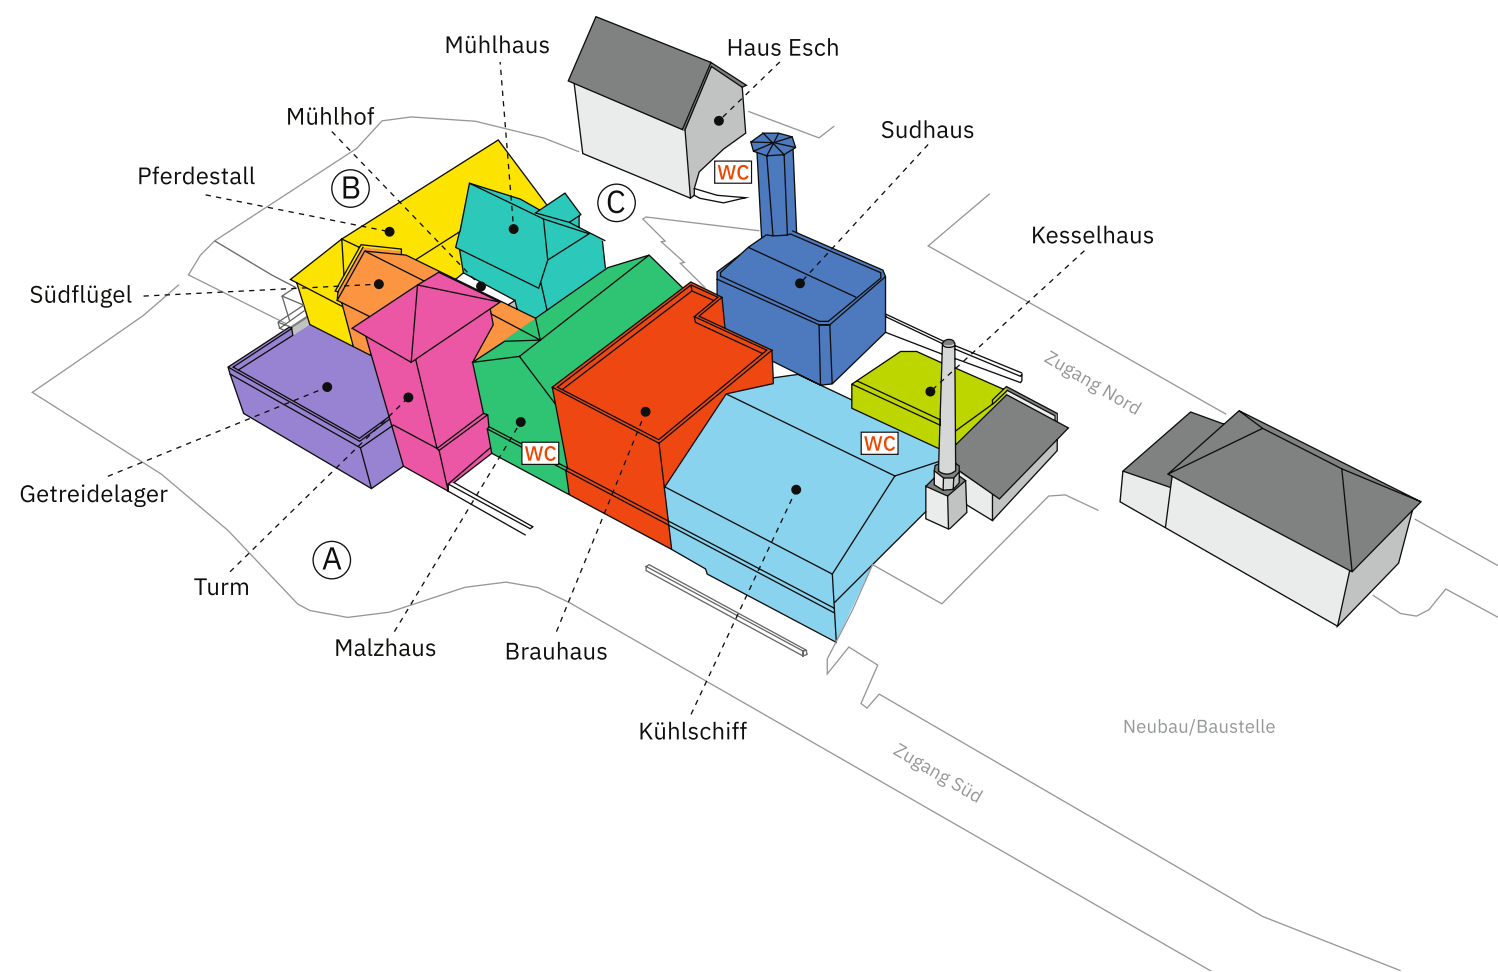 Mühlhaus
Haus Esch
Mühlhof
Sudhaus
Pferdestall
B
WC
C
Kesselhaus
Südflügel
Zugang Nord
WC
WC
Getreidelager
A
Turm
Malzhaus
Brauhaus
Kühlschiff
Neubau/Baustelle
Zugang Süd